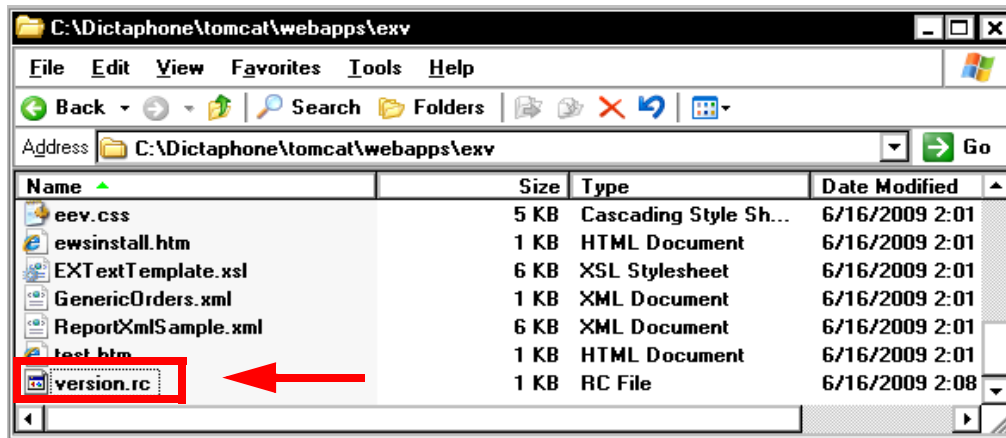 C:\Dictaphone\tomcat\webapps\exv
File Edit View Favorites Tools Help
Back Search Folders
Address C:\Dictaphone\tomcat\webapps\exv Go
Name Size Type Date Modified
eev.css 5 KB Cascading Style Sh... 6/16/2009 2:01
ewsinstall.htm 1 KB HTML Document 6/16/2009 2:01
EXTextTemplate.xsl 6 KB XSL Stylesheet 6/16/2009 2:01
GenericOrders.xml 1 KB XML Document 6/16/2009 2:01
ReportXmlSample.xml 6 KB XML Document 6/16/2009 2:01
test.htm 1 KB HTML Document 6/16/2009 2:01
version.rc 1 KB RC File 6/16/2009 2:08